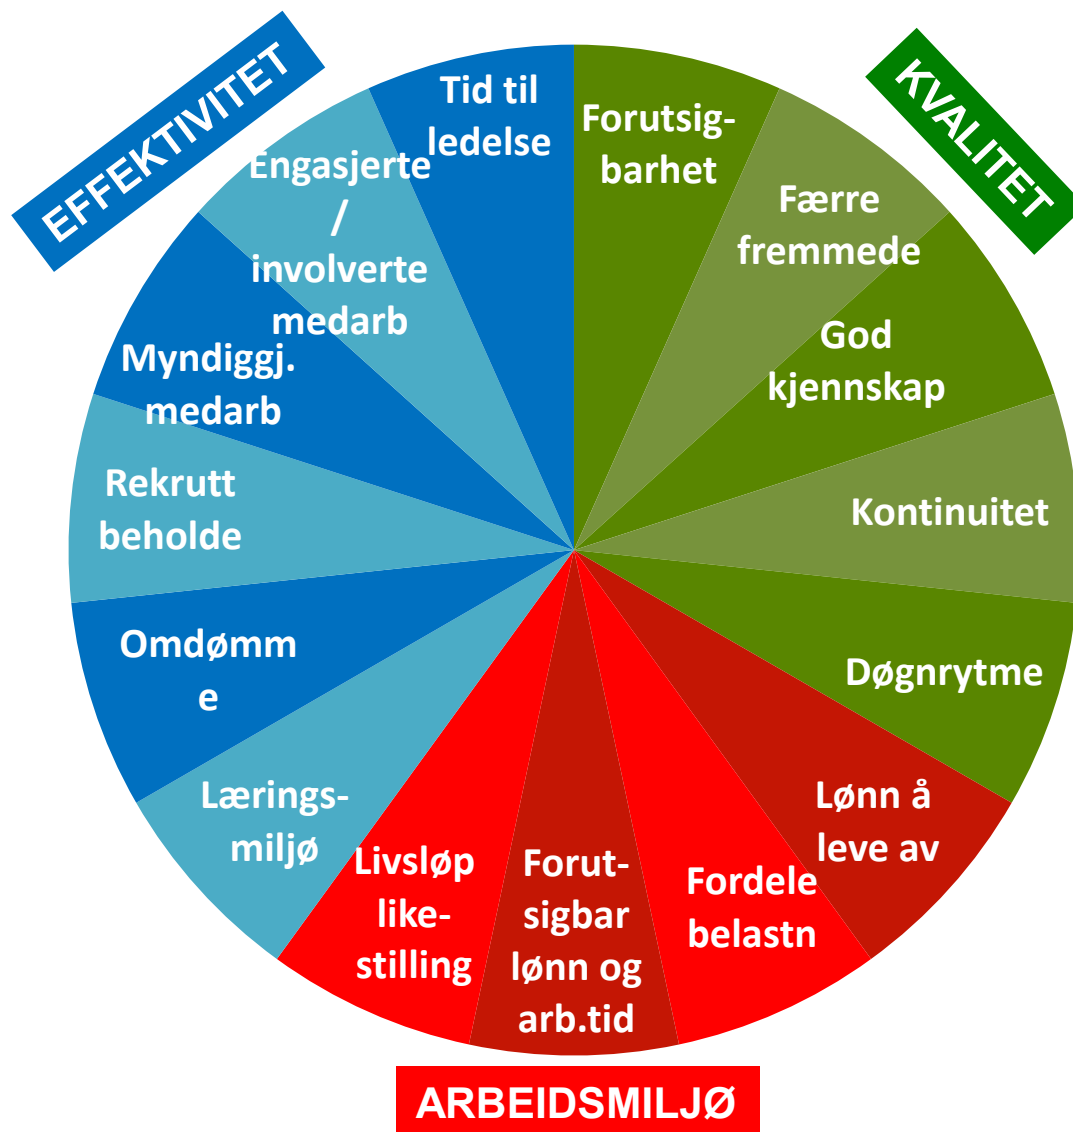 EFFEKTIVITET
KVALITET
Tid til
ledelse
Forutsig-
barhet
Færre
fremmede
God
kjennskap
Kontinuitet
Døgnrytme
Lønn å
leve av
Fordele
belastn
Forut-
sigbar
lønn og
arb.tid
Livsløp
like-
stilling
Lærings-
miljø
Omdømm
e
Rekrutt
beholde
Myndiggj.
medarb
Engasjerte
/
involverte
medarb
ARBEIDSMILJØ